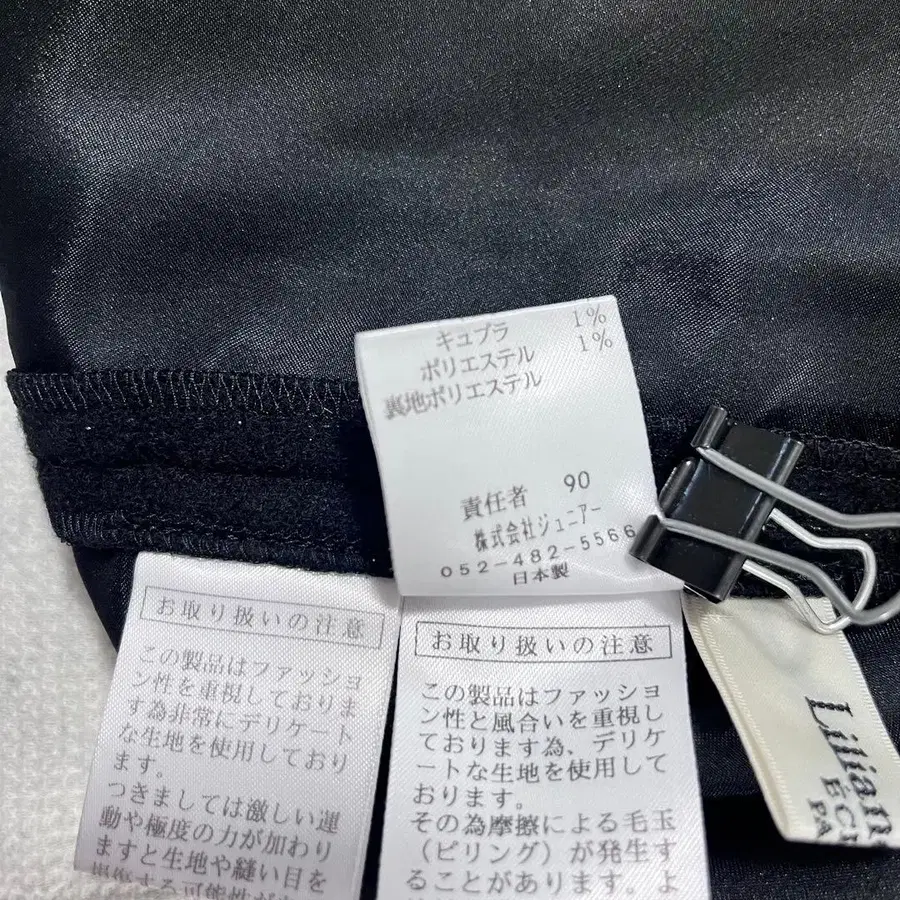 キュプラ 1%
ポリエステル 1%
裏地ポリエステル
90
責任者
株式会社ジュニアー
052-482-5566
日本製
お取り扱いの注意
この製品はファッショ
ン性を重視しておりま
す為非常にデリケート
な生地を使用しており
ます。
つきましては激しい運
動や極度の力が加わり
ますと生地や縫い目を
お取り扱いの注意
この製品はファッショ
ン性と風合いを重視し
ております為、デリケ
ートな生地を使用して
おります。
その為摩擦による毛玉
(ピリング)が発生す
ることがあります。よ
Lilian
ÉC
PA